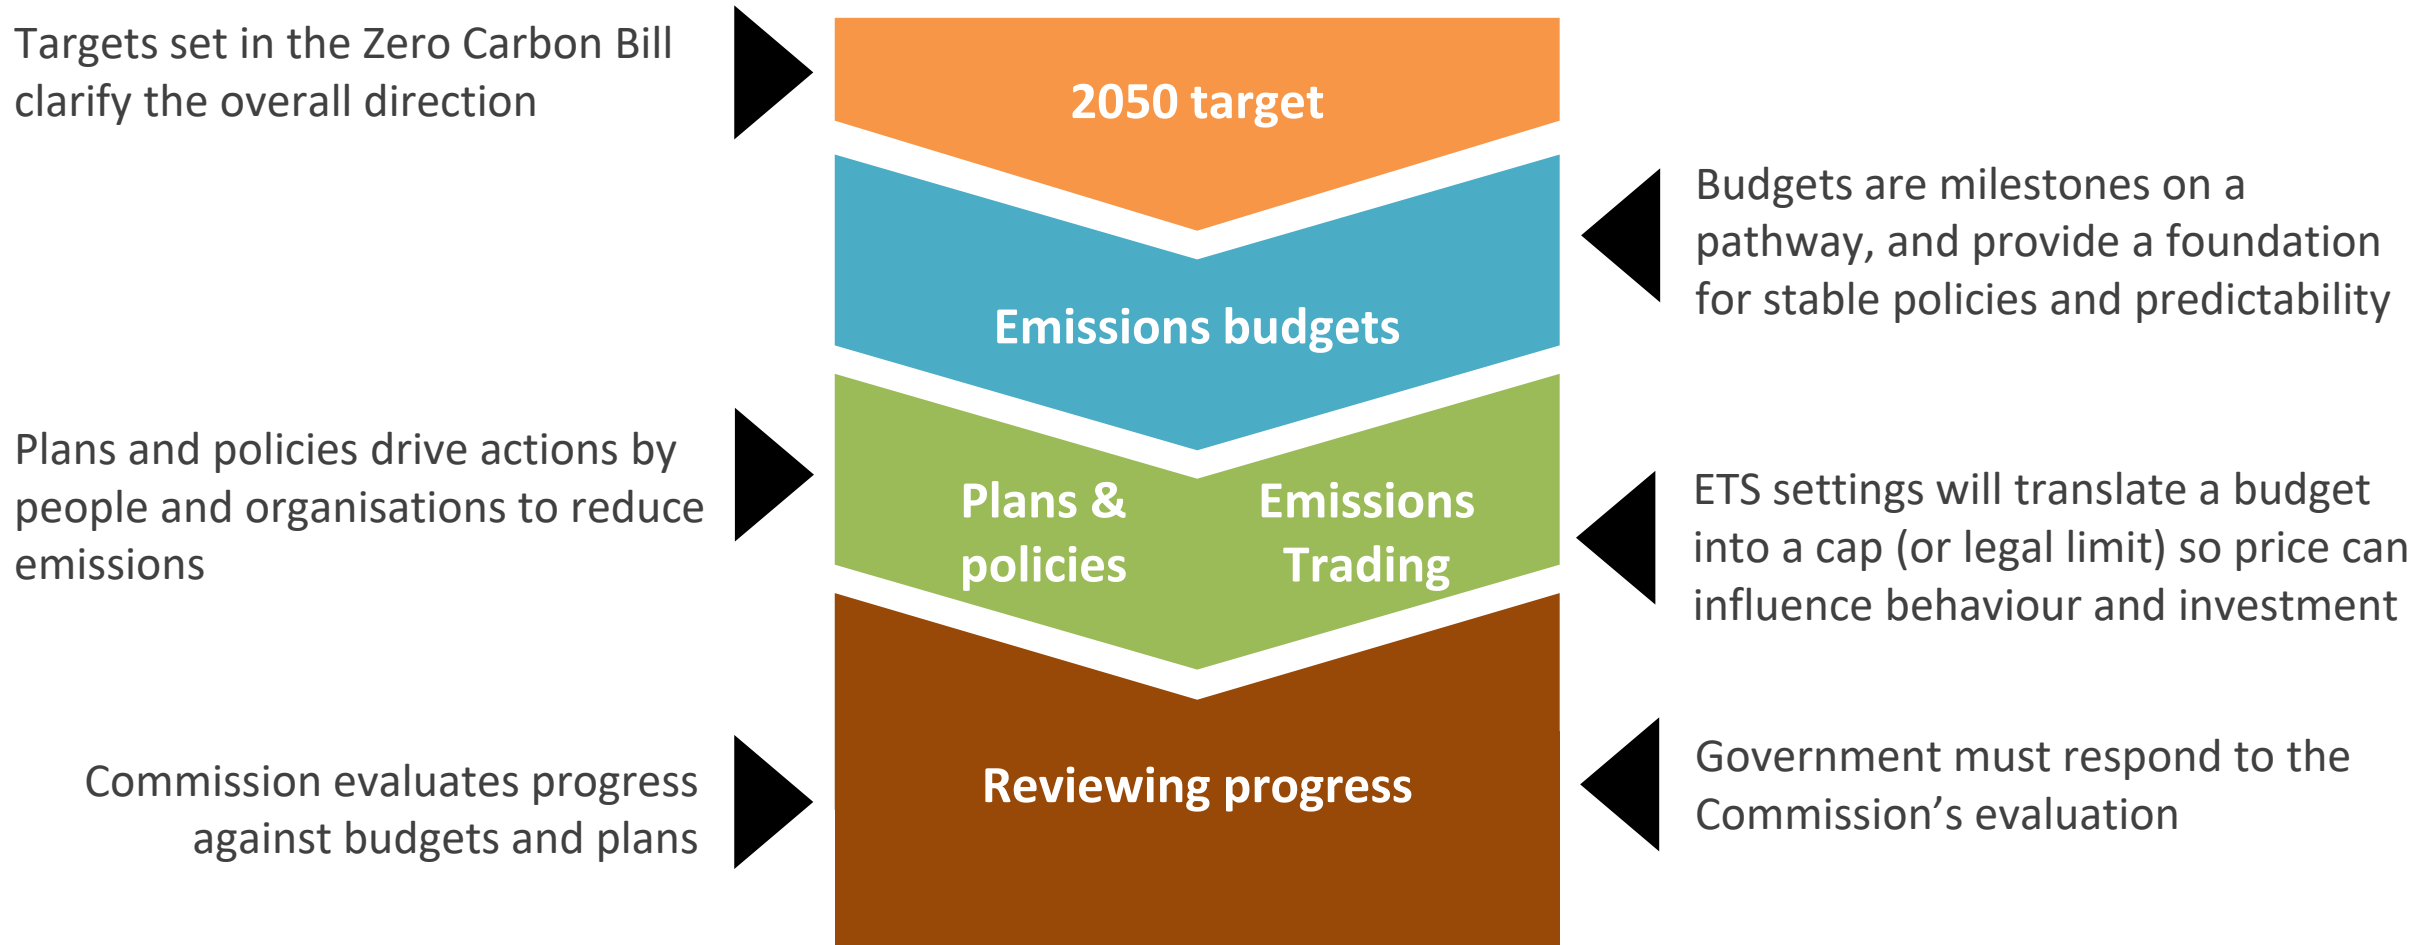 Targets set in the Zero Carbon Bill
clarify the overall direction
2050 target
Budgets are milestones on a
pathway, and provide a foundation
for stable policies and predictability
Emissions budgets
Plans and policies drive actions by
people and organisations to reduce
emissions
Plans &
policies
Emissions
Trading
ETS settings will translate a budget
into a cap (or legal limit) so price can
influence behaviour and investment
Commission evaluates progress
against budgets and plans
Reviewing progress
Government must respond to the
Commission’s evaluation